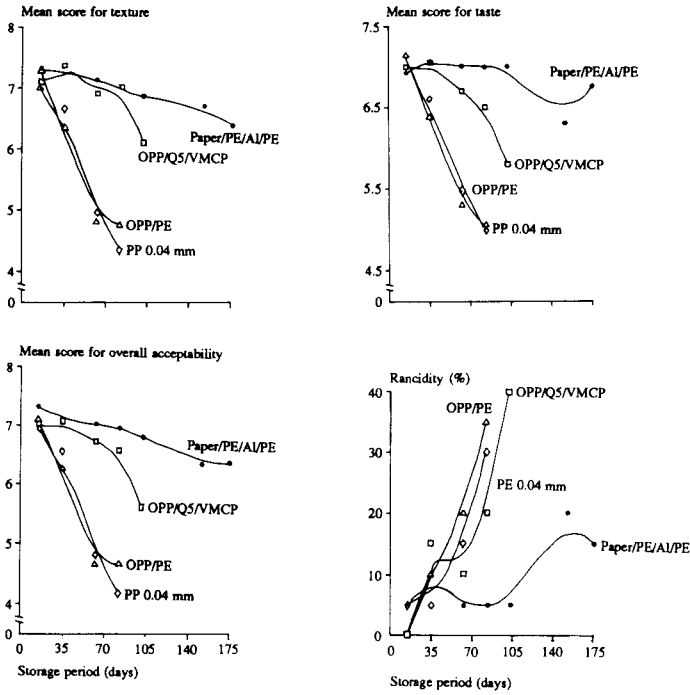 Mean score for texture
8
7
6
5
4
0
Paper/PE/Al/PE
OPP/Q5/VMCP
OPP/PE
PP 0.04 mm
Mean score for taste
7.5
6.5
5.5
4.5
0
Paper/PE/Al/PE
OPP/Q5/VMCP
OPP/PE
PP 0.04 mm
Mean score for overall acceptability
8
7
6
5
4
0
Paper/PE/Al/PE
OPP/Q5/VMCP
OPP/PE
PP 0.04 mm
0 35 70 105 140 175
Storage period (days)
Rancidity (%)
40
30
20
10
0
OPP/Q5/VMCP
OPP/PE
PE 0.04 mm
Paper/PE/Al/PE
0 35 70 105 140 175
Storage period (days)